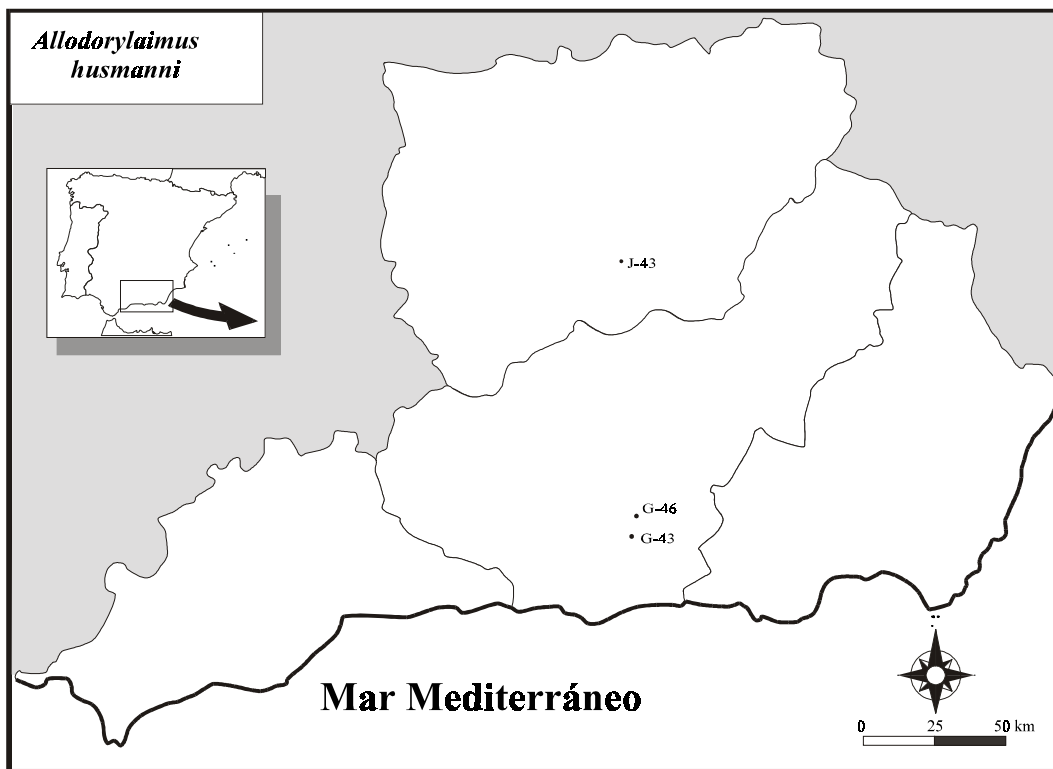 Allodorylaimus
husmanni
J-43
G-46
G-43
Mar Mediterráneo
0 25 50 km